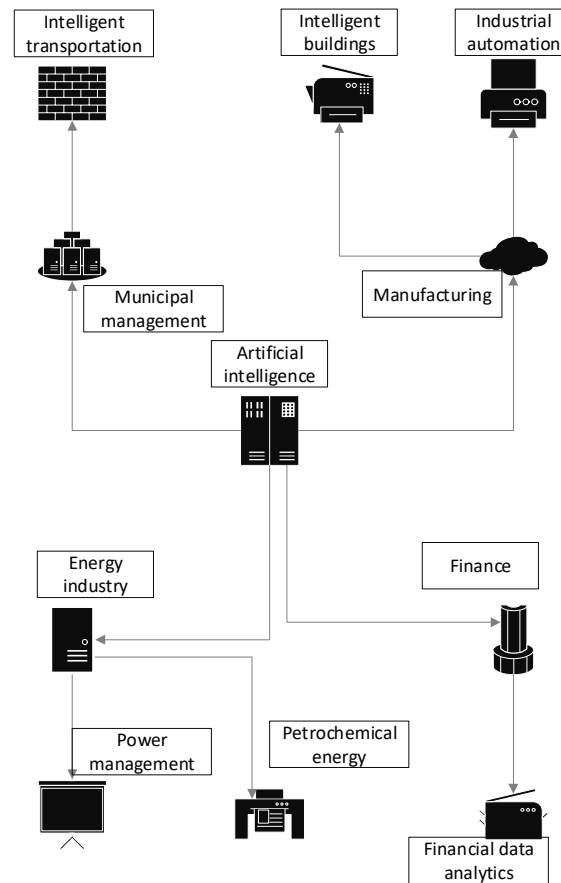 Intelligent
transportation
Intelligent
buildings
Industrial
automation
Municipal
management
Manufacturing
Artificial
intelligence
Energy
industry
Finance
Power
management
Petrochemical
energy
Financial data
analytics